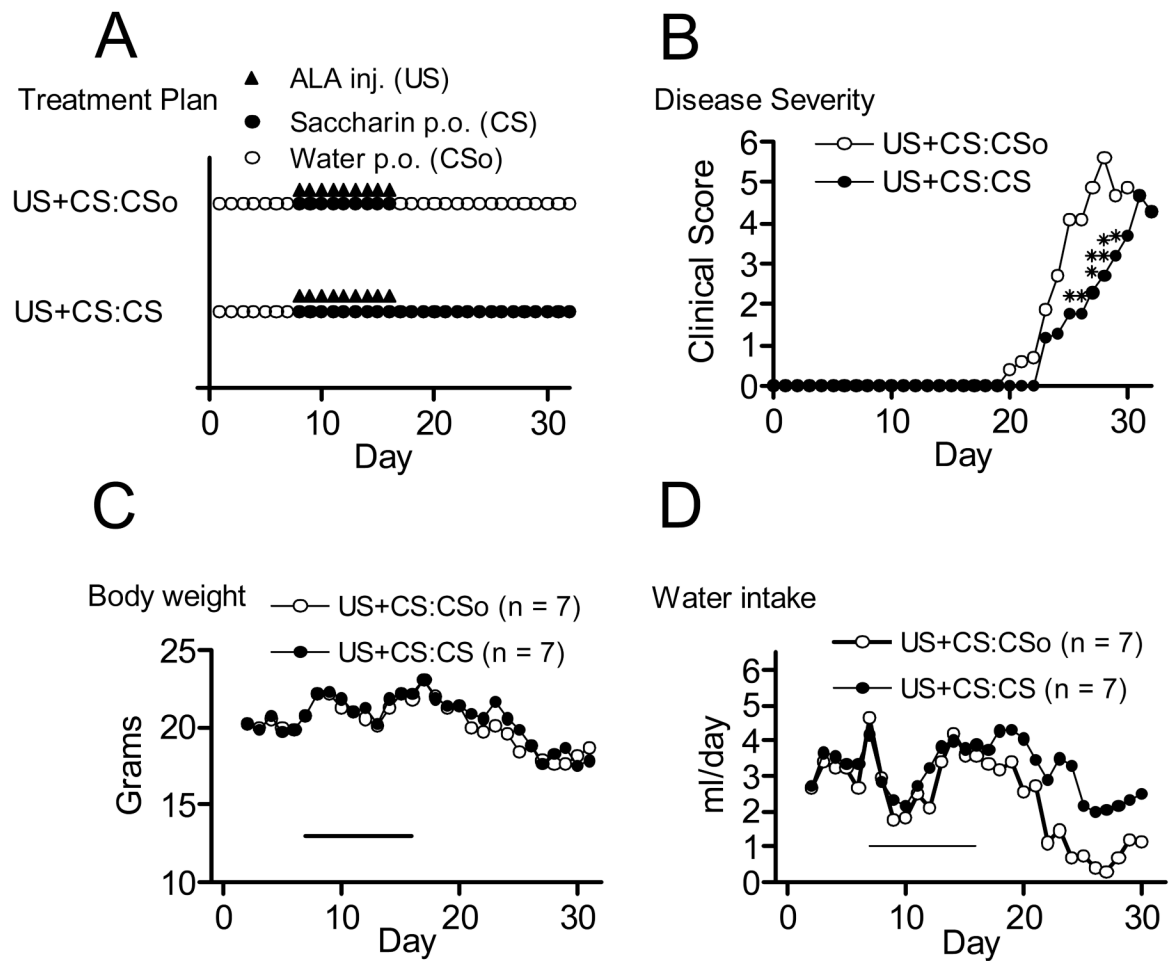 A
Treatment Plan
ALA inj. (US)
Saccharin p.o. (CS)
Water p.o. (CSo)
US+CS:CSo
US+CS:CS
0 10 20 30
Day
B
Disease Severity
US+CS:CSo
US+CS:CS
Clinical Score
6
5
4
3
2
1
0
0 10 20 30
Day
C
Body weight
US+CS:CSo (n = 7)
US+CS:CS (n = 7)
Grams
25
20
15
10
0 10 20 30
Day
D
Water intake
US+CS:CSo (n = 7)
US+CS:CS (n = 7)
ml/day
6
5
4
3
2
1
0
0 10 20 30
Day